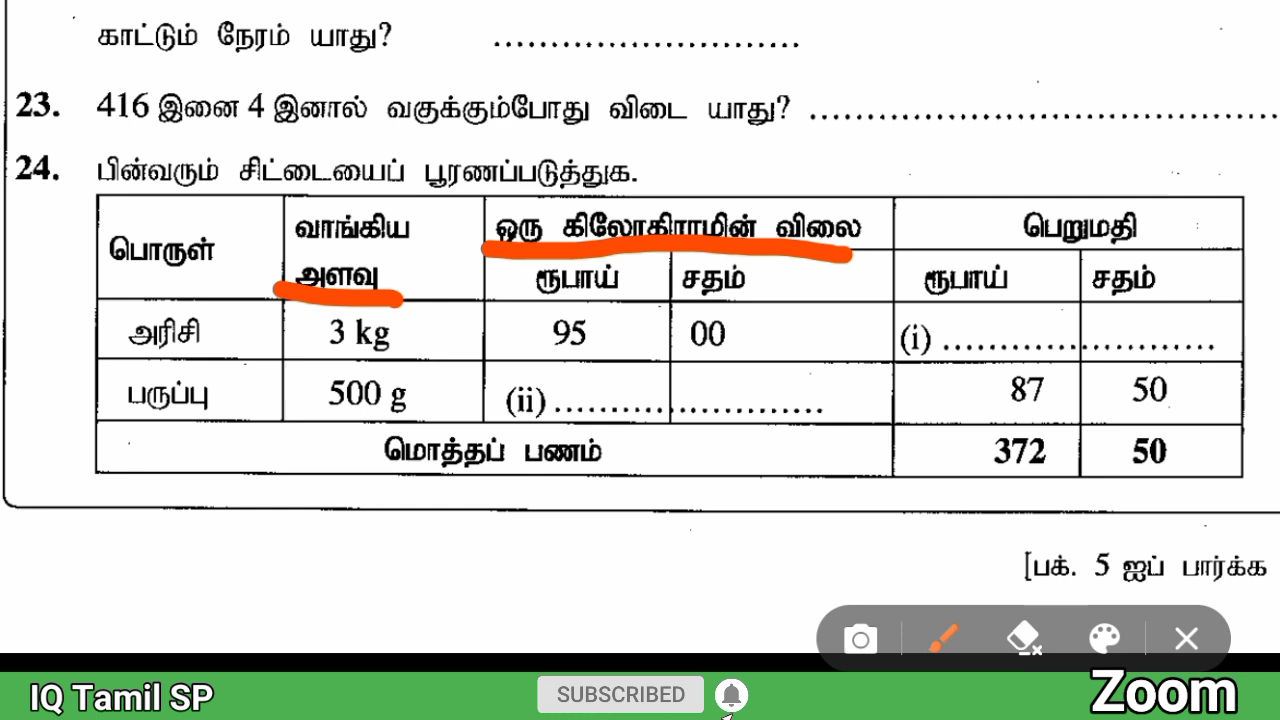 காட்டும் நேரம் யாது? ...........................
23. 416 இனை 4 இனால் வகுக்கும்போது விடை யாது? .........................................
24. பின்வரும் சிட்டையைப் பூரணப்படுத்துக.
பொருள் வாங்கிய அளவு ஒரு கிலோகிராமின் விலை பெறுமதி
ரூபாய் சதம் ரூபாய் சதம்
அரிசி 3 kg 95 00 (i) ........................
பருப்பு 500 g (ii) ........................ 87 50
மொத்தப் பணம் 372 50
[பக். 5 ஐப் பார்க்க
IQ Tamil SP SUBSCRIBED Zoom